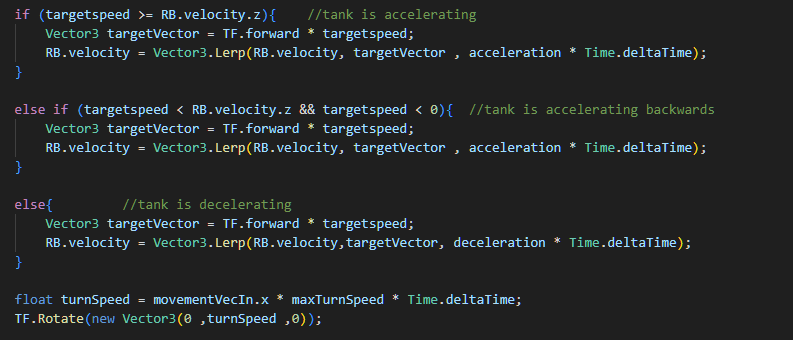 if (targetspeed >= RB.velocity.z){    //tank is accelerating
    Vector3 targetVector = TF.forward * targetspeed;
    RB.velocity = Vector3.Lerp(RB.velocity, targetVector , acceleration * Time.deltaTime);
}
else if (targetspeed < RB.velocity.z && targetspeed < 0){  //tank is accelerating backwards
    Vector3 targetVector = TF.forward * targetspeed;
    RB.velocity = Vector3.Lerp(RB.velocity, targetVector , acceleration * Time.deltaTime);
}
else{         //tank is decelerating
    Vector3 targetVector = TF.forward * targetspeed;
    RB.velocity = Vector3.Lerp(RB.velocity,targetVector, deceleration * Time.deltaTime);
}
float turnSpeed = movementVecIn.x * maxTurnSpeed * Time.deltaTime;
TF.Rotate(new Vector3(0 ,turnSpeed ,0));